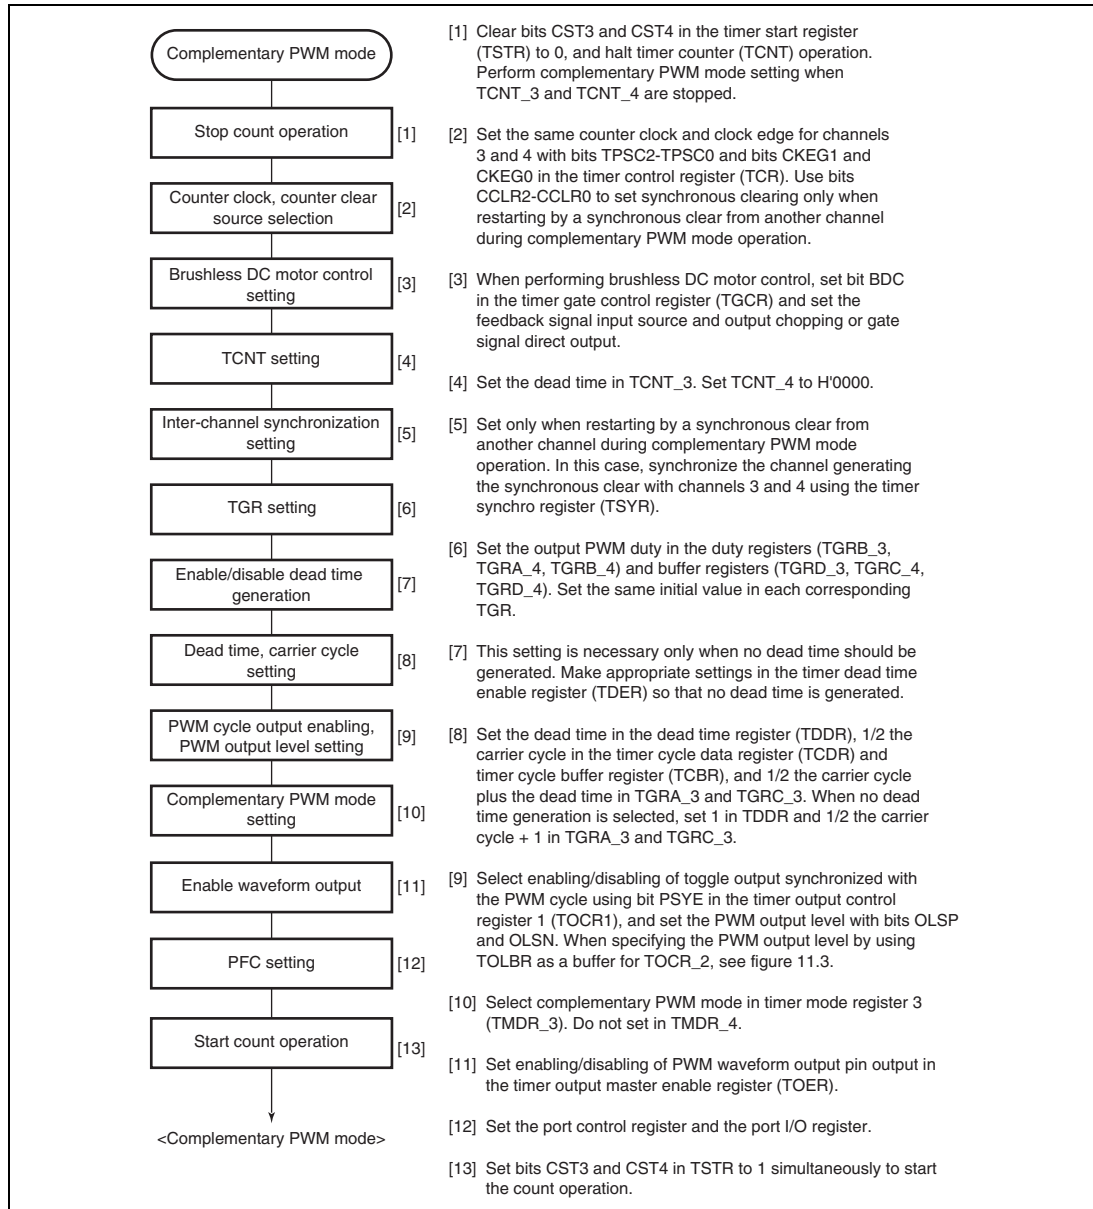 Complementary PWM mode
Stop count operation
[1]
Counter clock, counter clear
source selection
[2]
Brushless DC motor control
setting
[3]
TCNT setting
[4]
Inter-channel synchronization
setting
[5]
TGR setting
[6]
Enable/disable dead time
generation
[7]
Dead time, carrier cycle
setting
[8]
PWM cycle output enabling,
PWM output level setting
[9]
Complementary PWM mode
setting
[10]
Enable waveform output
[11]
PFC setting
[12]
Start count operation
[13]
<Complementary PWM mode>
[1] Clear bits CST3 and CST4 in the timer start register
(TSTR) to 0, and halt timer counter (TCNT) operation.
Perform complementary PWM mode setting when
TCNT_3 and TCNT_4 are stopped.
[2] Set the same counter clock and clock edge for channels
3 and 4 with bits TPSC2-TPSC0 and bits CKEG1 and
CKEG0 in the timer control register (TCR). Use bits
CCLR2-CCLR0 to set synchronous clearing only when
restarting by a synchronous clear from another channel
during complementary PWM mode operation.
[3] When performing brushless DC motor control, set bit BDC
in the timer gate control register (TGCR) and set the
feedback signal input source and output chopping or gate
signal direct output.
[4] Set the dead time in TCNT_3. Set TCNT_4 to H'0000.
[5] Set only when restarting by a synchronous clear from
another channel during complementary PWM mode
operation. In this case, synchronize the channel generating
the synchronous clear with channels 3 and 4 using the timer
synchro register (TSYR).
[6] Set the output PWM duty in the duty registers (TGRB_3,
TGRA_4, TGRB_4) and buffer registers (TGRD_3, TGRC_4,
TGRD_4). Set the same initial value in each corresponding
TGR.
[7] This setting is necessary only when no dead time should be
generated. Make appropriate settings in the timer dead time
enable register (TDER) so that no dead time is generated.
[8] Set the dead time in the dead time register (TDDR), 1/2 the
carrier cycle in the timer cycle data register (TCDR) and
timer cycle buffer register (TCBR), and 1/2 the carrier cycle
plus the dead time in TGRA_3 and TGRC_3. When no dead
time generation is selected, set 1 in TDDR and 1/2 the carrier
cycle + 1 in TGRA_3 and TGRC_3.
[9] Select enabling/disabling of toggle output synchronized with
the PWM cycle using bit PSYE in the timer output control
register 1 (TOCR1), and set the PWM output level with bits OLSP
and OLSN. When specifying the PWM output level by using
TOLBR as a buffer for TOCR_2, see figure 11.3.
[10] Select complementary PWM mode in timer mode register 3
(TMDR_3). Do not set in TMDR_4.
[11] Set enabling/disabling of PWM waveform output pin output in
the timer output master enable register (TOER).
[12] Set the port control register and the port I/O register.
[13] Set bits CST3 and CST4 in TSTR to 1 simultaneously to start
the count operation.